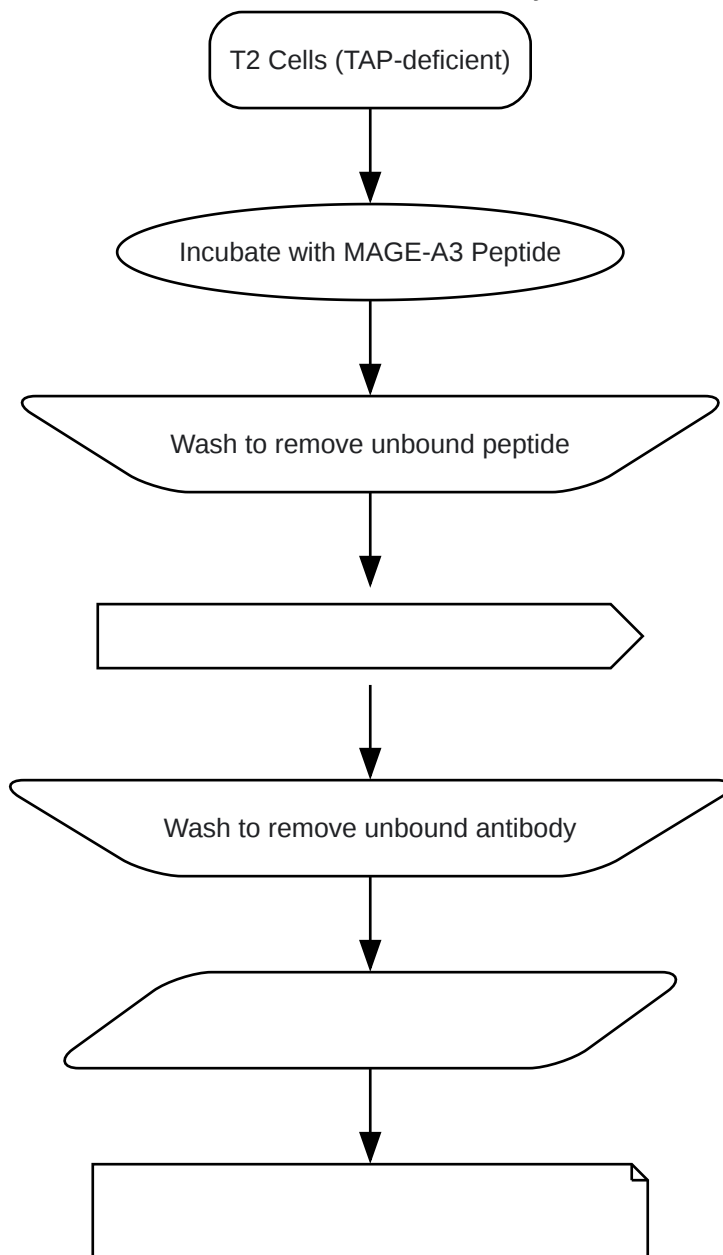 T2 Cells (TAP-deficient)
Incubate with MAGE-A3 Peptide
Wash to remove unbound peptide
Wash to remove unbound antibody